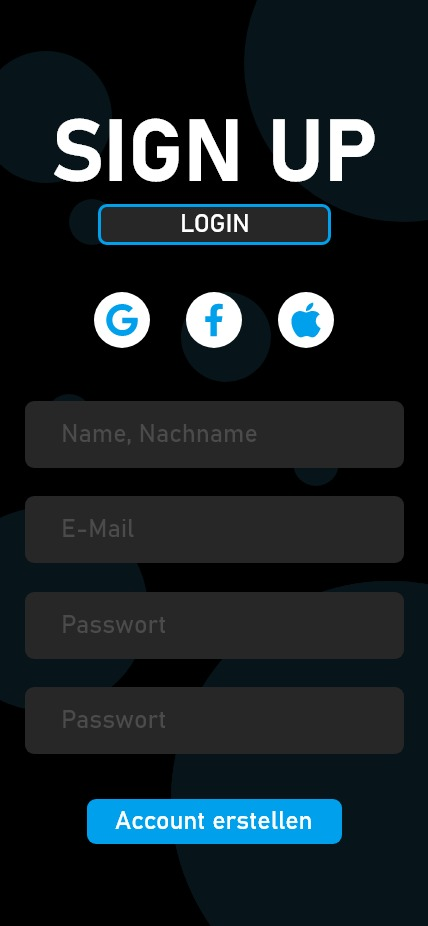 SIGN UP
LOGIN
Name, Nachname
E-Mail
Passwort
Passwort
Account erstellen